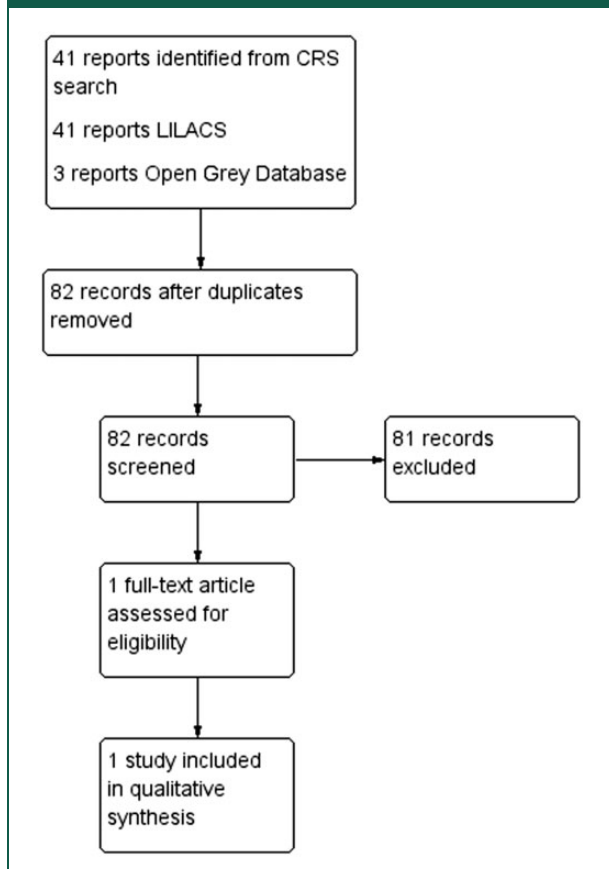 41 reports identified from CRS
search
41 reports LILACS
3 reports Open Grey Database
82 records after duplicates
removed
82 records
screened
81 records
excluded
1 full-text article
assessed for
eligibility
1 study included
in qualitative
synthesis